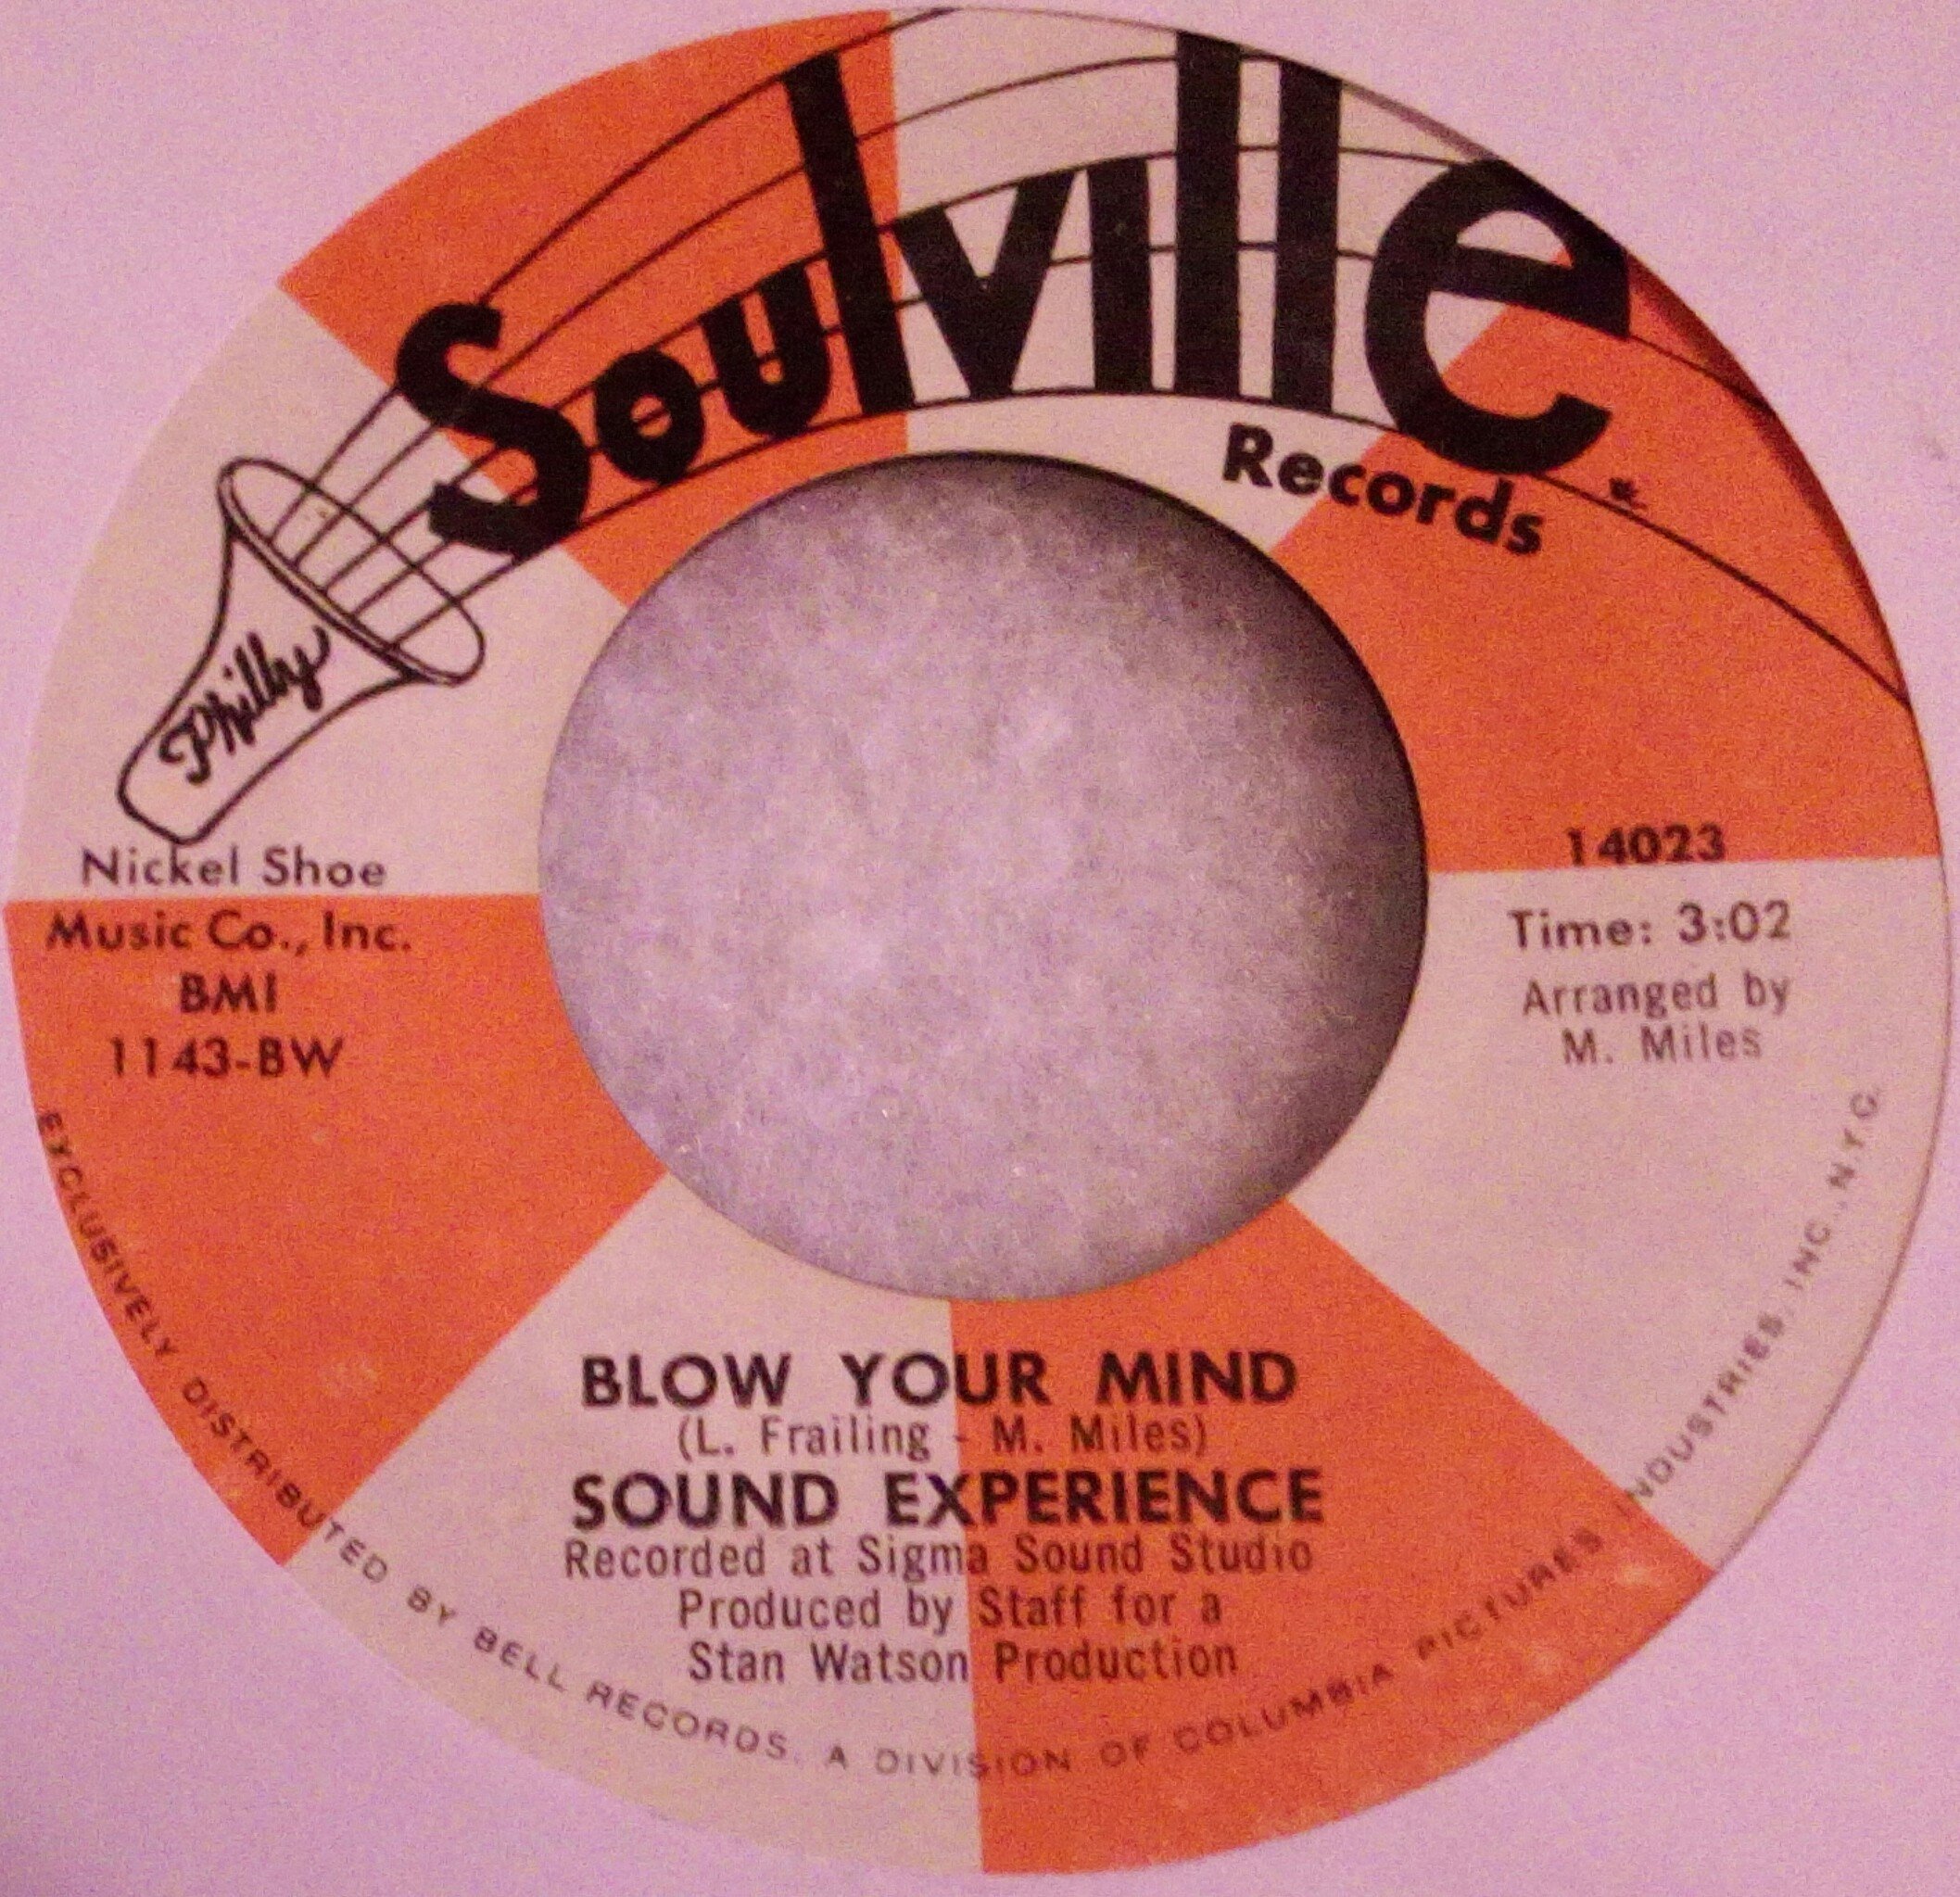 Philly
Soulville
Records
Nickel Shoe
Music Co., Inc.
BMI
1143-BW
14023
Time: 3:02
Arranged by
M. Miles
BLOW YOUR MIND
(L. Frailing - M. Miles)
SOUND EXPERIENCE
Recorded at Sigma Sound Studio
Produced by Staff for a
Stan Watson Production
EXCLUSIVELY DISTRIBUTED BY BELL RECORDS, A DIVISION OF COLUMBIA PICTURES INDUSTRIES, INC., N.Y.C.